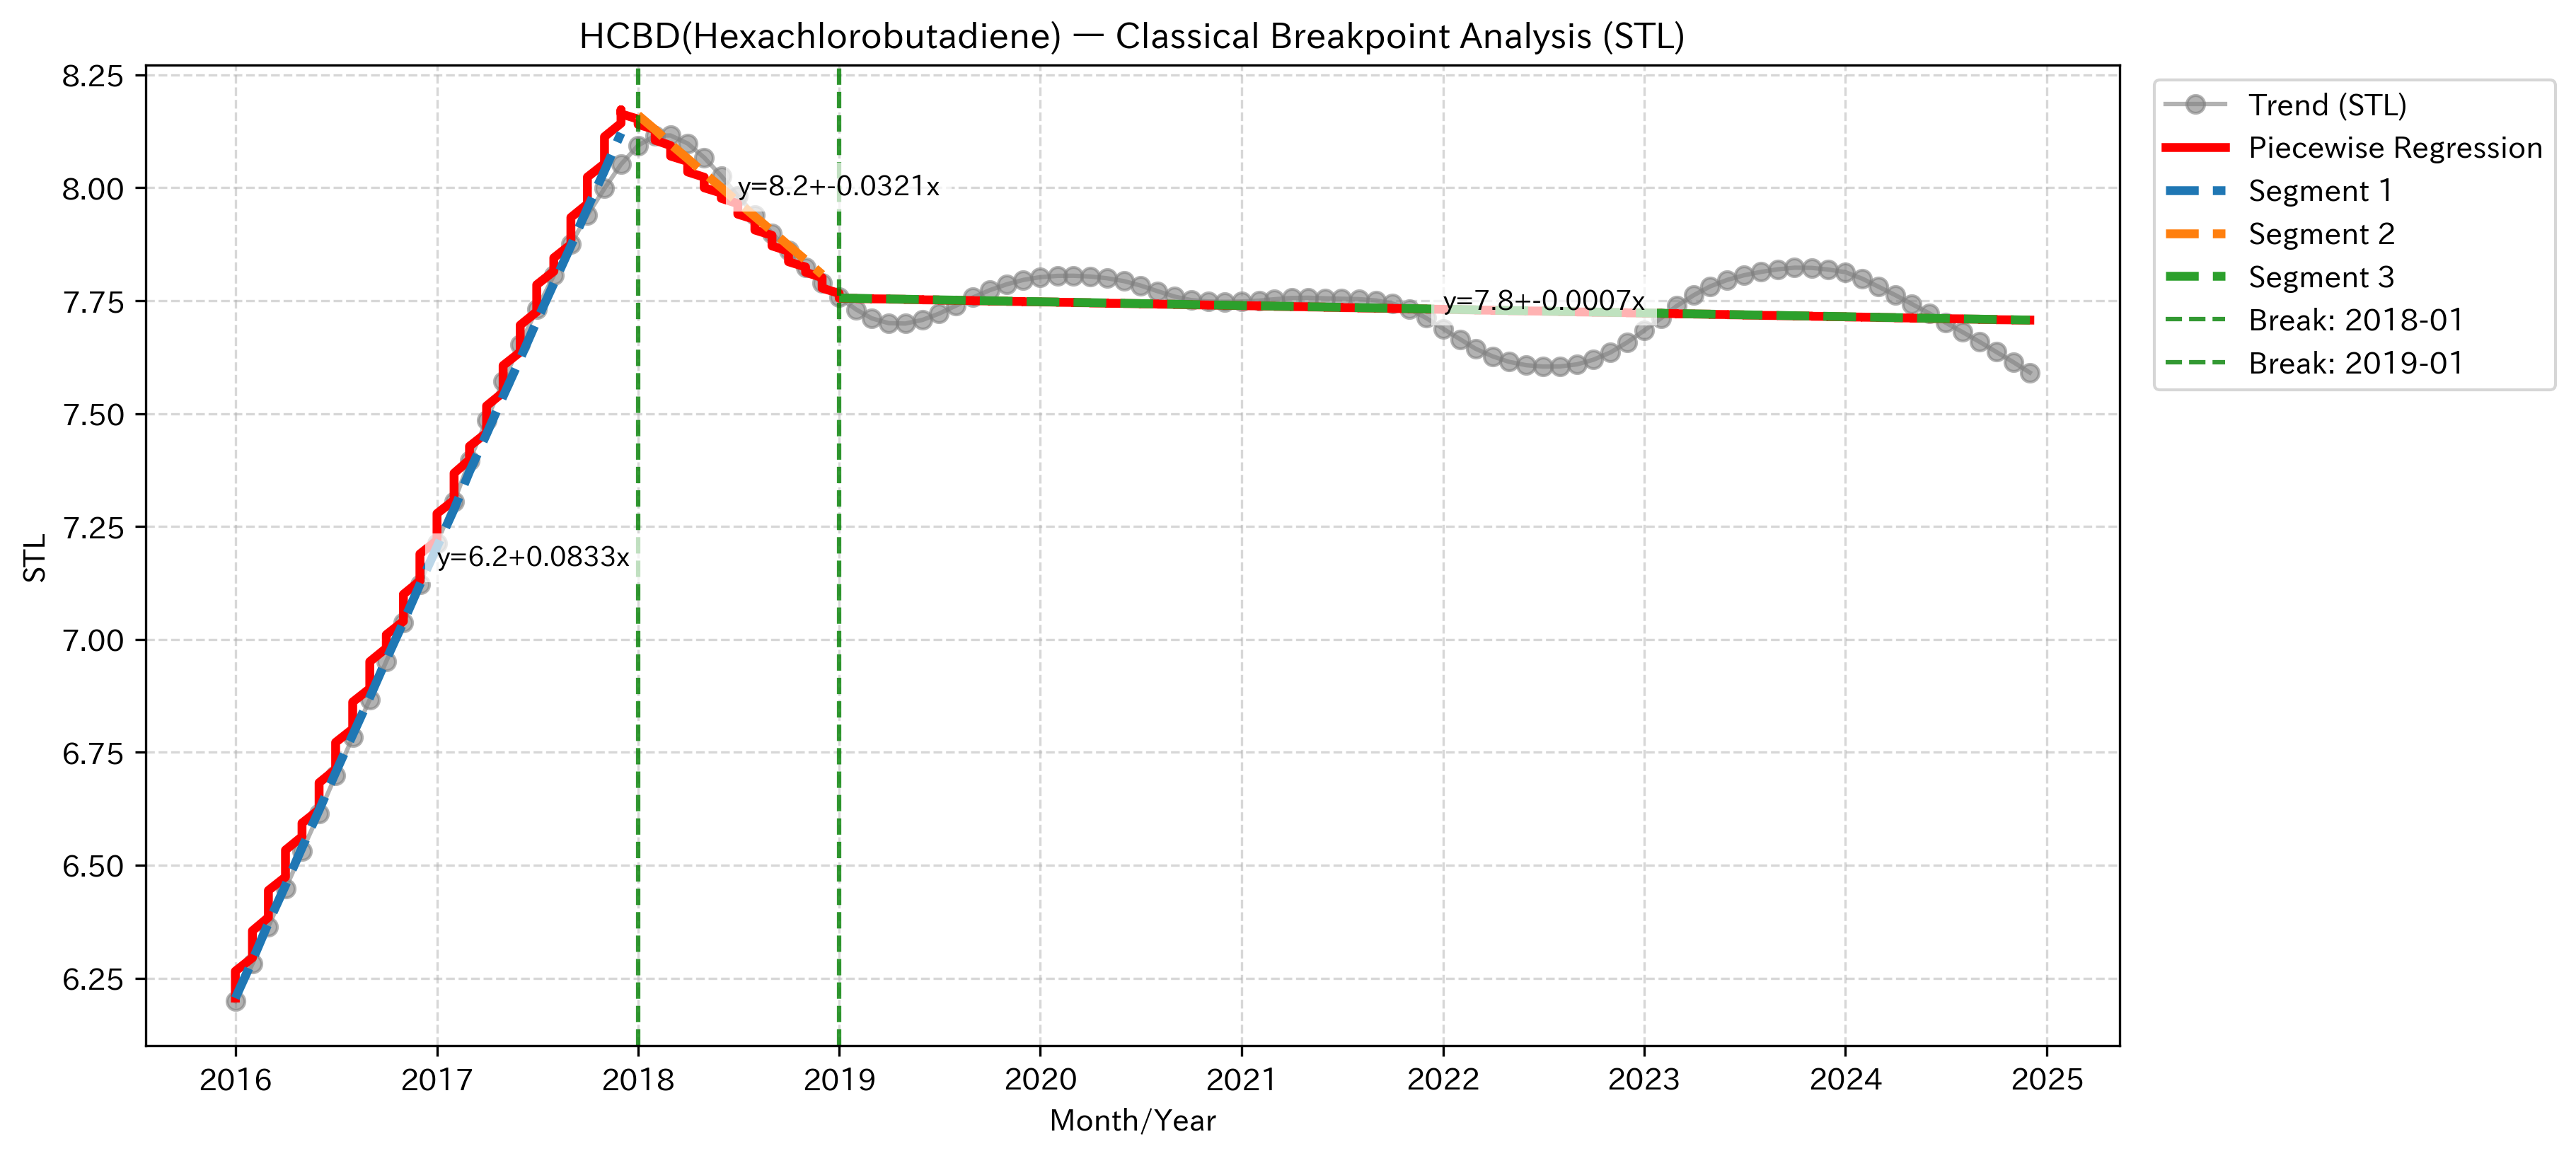 HCBD(Hexachlorobutadiene) — Classical Breakpoint Analysis (STL)
8.25
8.00
7.75
7.50
7.25
7.00
6.75
6.50
6.25
STL
y=8.2+-0.0321x
y=7.8+-0.0007x
y=6.2+0.0833x
2016
2017
2018
2019
2020
2021
2022
2023
2024
2025
Month/Year
Trend (STL)
Piecewise Regression
Segment 1
Segment 2
Segment 3
Break: 2018-01
Break: 2019-01